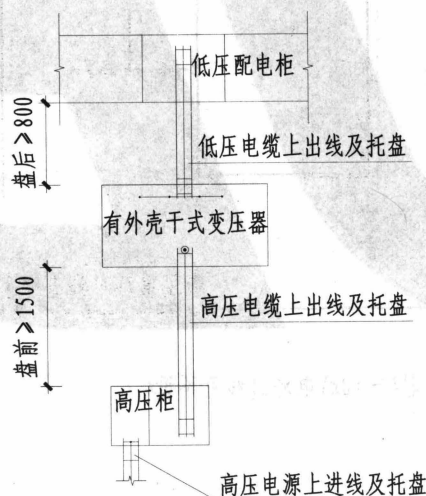 低压配电柜
盘后≥800
低压电缆上出线及托盘
有外壳干式变压器
盘前≥1500
高压电缆上出线及托盘
高压柜
高压电源上进线及托盘